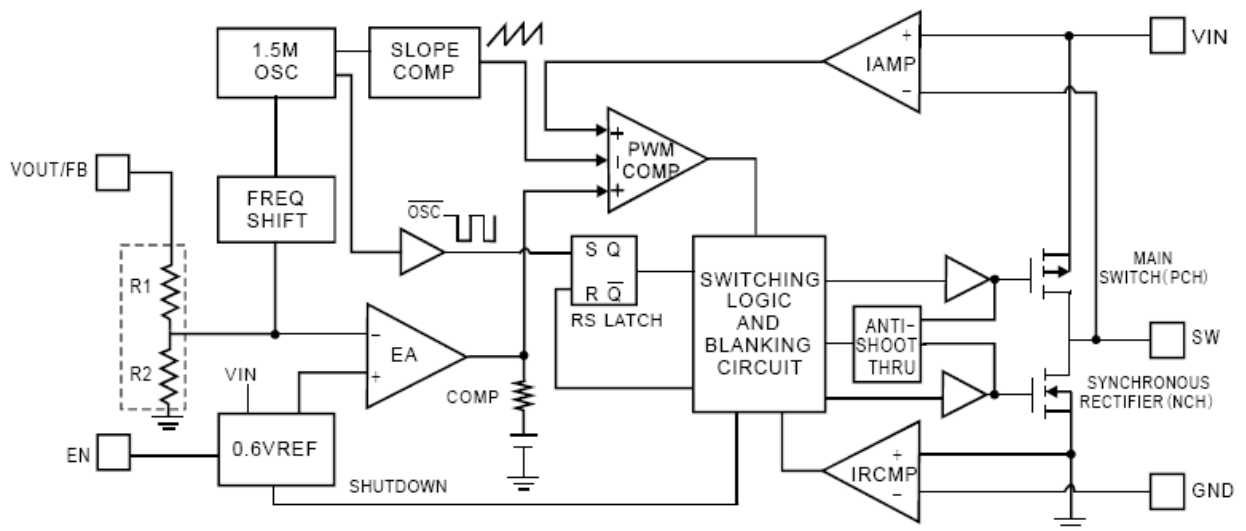 1.5M
OSC
SLOPE
COMP
IAMP
+
−
VIN
VOUT/FB
FREQ
SHIFT
+
−
+
PWM
COMP
OSC
S Q
R Q
RS LATCH
SWITCHING
LOGIC
AND
BLANKING
CIRCUIT
ANTI-
SHOOT
THRU
MAIN
SWITCH(PCH)
SW
SYNCHRONOUS
RECTIFIER(NCH)
R1
R2
−
EA
+
VIN
COMP
EN
0.6VREF
SHUTDOWN
+
IRCMP
−
GND